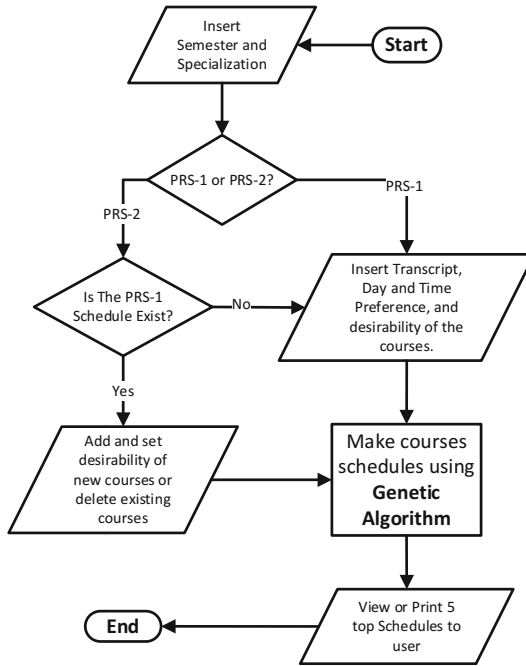 Insert
Semester and
Specialization
Start
PRS-1 or PRS-2?
PRS-1
PRS-2
Is The PRS-1
Schedule Exist?
No
Insert Transcript,
Day and Time
Preference, and
desirability of the
courses.
Yes
Add and set
desirability of
new courses or
delete existing
courses
Make courses
schedules using
Genetic
Algorithm
View or Print 5
top Schedules to
user
End